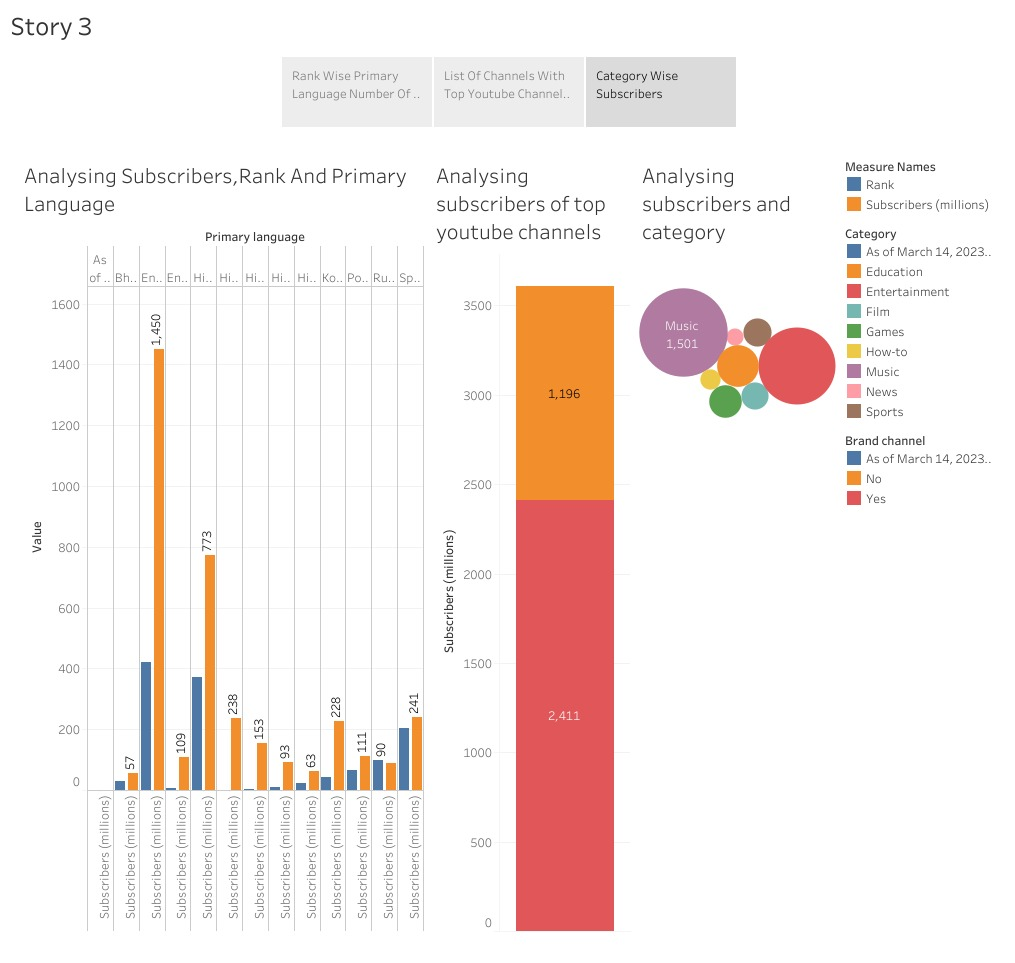 Story 3
Rank Wise Primary
Language Number Of ..
List Of Channels With
Top Youtube Channel..
Category Wise
Subscribers
Analysing Subscribers,Rank And Primary
Language
Primary language
As
of ..
Bh..
En..
En..
Hi..
Hi..
Hi..
Hi..
Hi..
Ko..
Po..
Ru..
Sp..
Value
1600
1400
1200
1000
800
600
400
200
0
57
1,450
109
773
238
153
93
63
228
111
90
241
Subscribers (millions)
Subscribers (millions)
Subscribers (millions)
Subscribers (millions)
Subscribers (millions)
Subscribers (millions)
Subscribers (millions)
Subscribers (millions)
Subscribers (millions)
Subscribers (millions)
Subscribers (millions)
Subscribers (millions)
Subscribers (millions)
Analysing
subscribers of top
youtube channels
Subscribers (millions)
3500
3000
2500
2000
1500
1000
500
0
1,196
2,411
Analysing
subscribers and
category
Music
1,501
Measure Names
Rank
Subscribers (millions)
Category
As of March 14, 2023..
Education
Entertainment
Film
Games
How-to
Music
News
Sports
Brand channel
As of March 14, 2023..
No
Yes